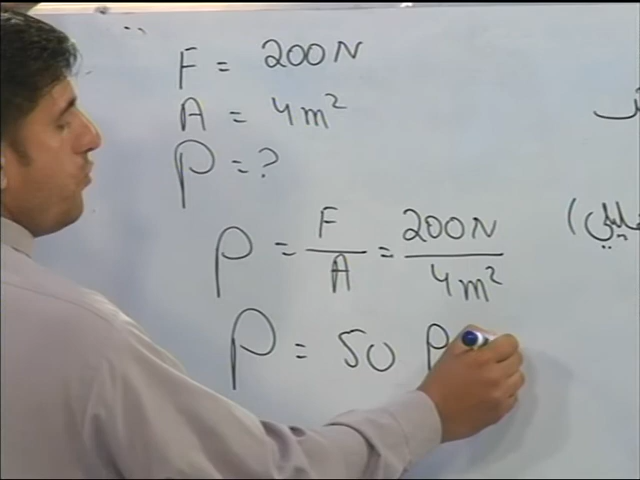 F = 200N
A = 4m²
P = ?
P = F/A = 200N/4m²
P = 50 P